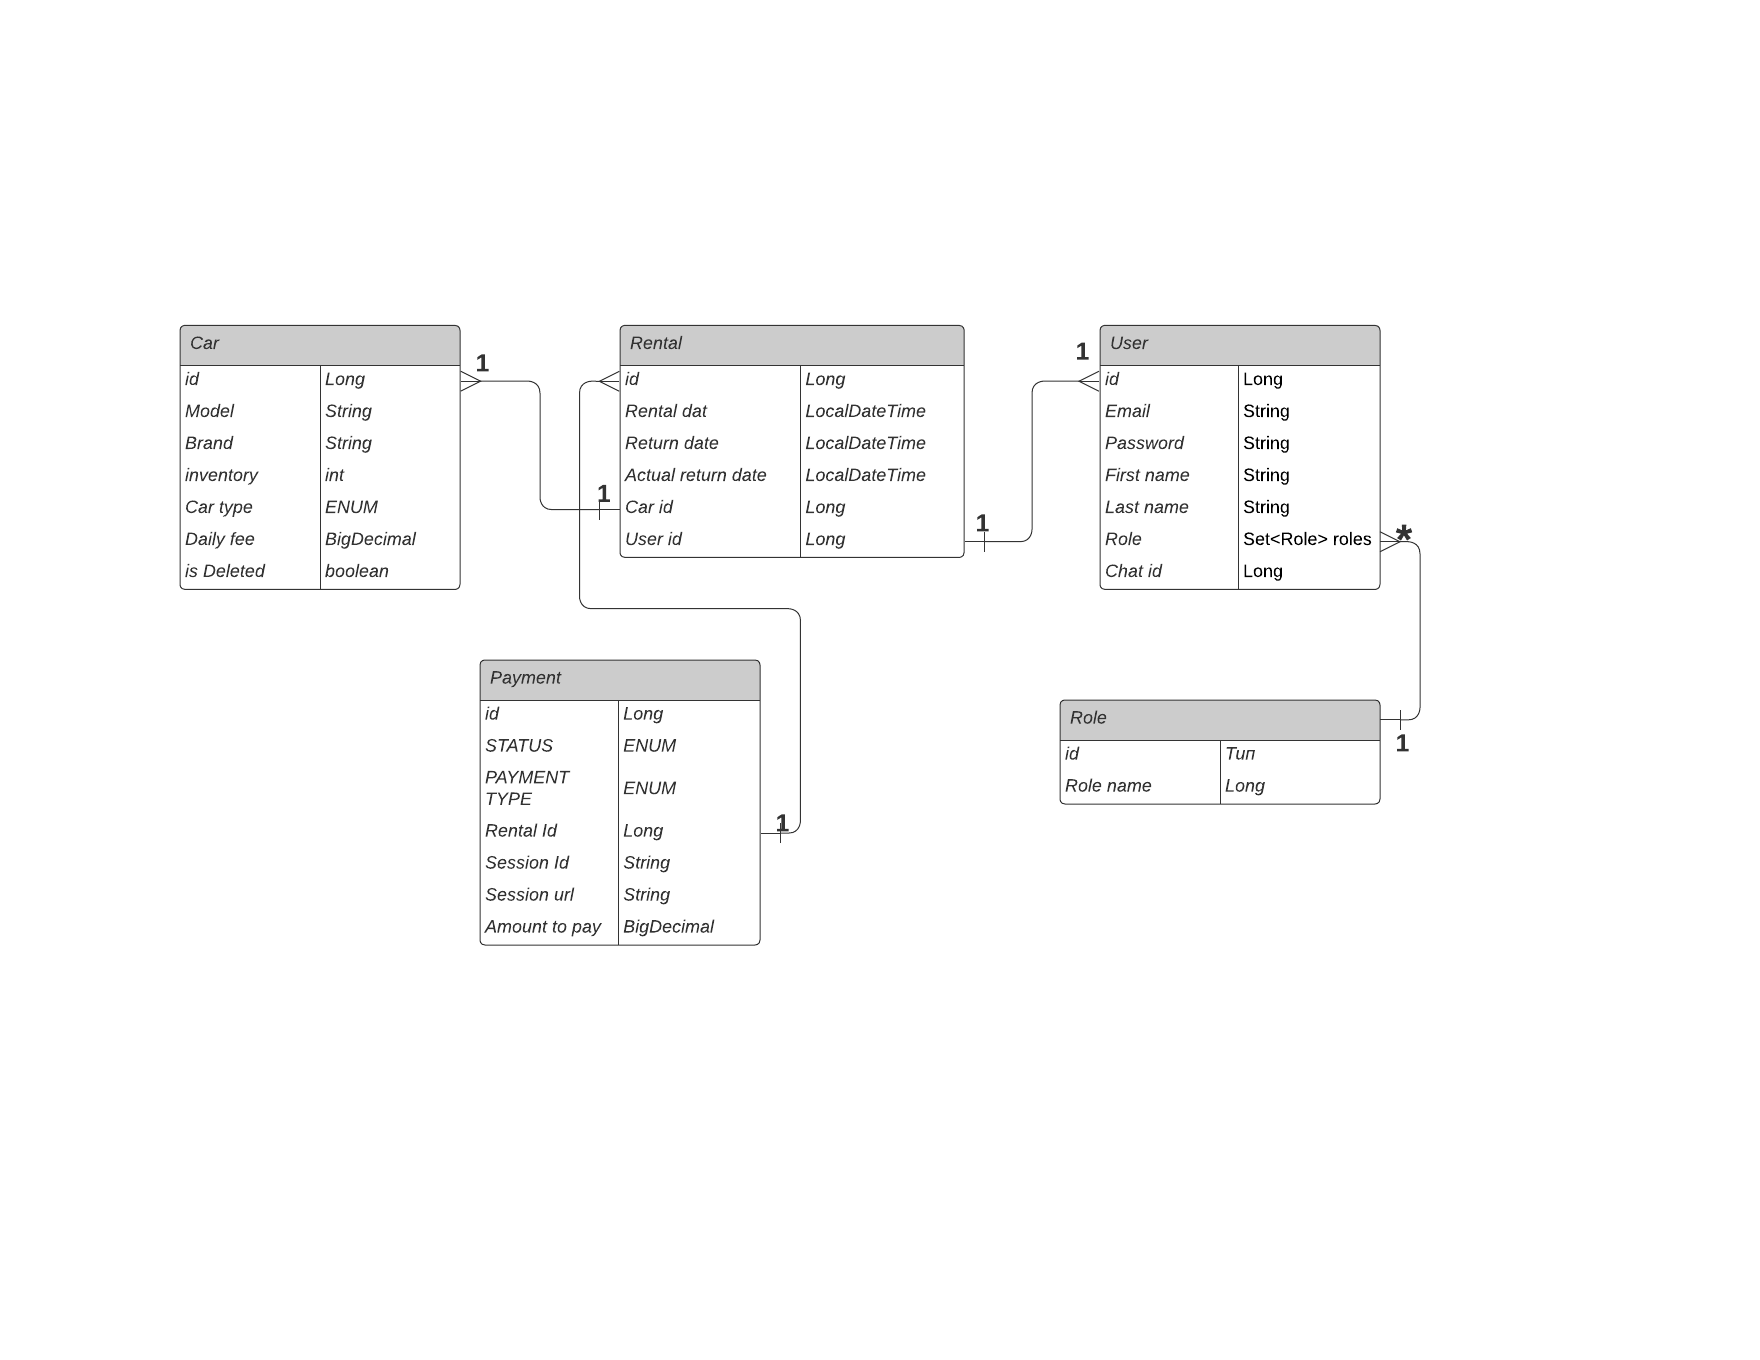 Car
1
id Long
Model String
Brand String
inventory int
Car type ENUM
Daily fee BigDecimal
is Deleted boolean
Rental
id Long
Rental dat LocalDateTime
Return date LocalDateTime
Actual return date LocalDateTime
1
Car id Long
User id Long
1
1
User
id Long
Email String
Password String
First name String
Last name String
Role Set<Role> roles
*
Chat id Long
Payment
id Long
STATUS ENUM
PAYMENT
TYPE
ENUM
Rental Id Long
1
Session Id String
Session url String
Amount to pay BigDecimal
Role
1
id Тип
Role name Long